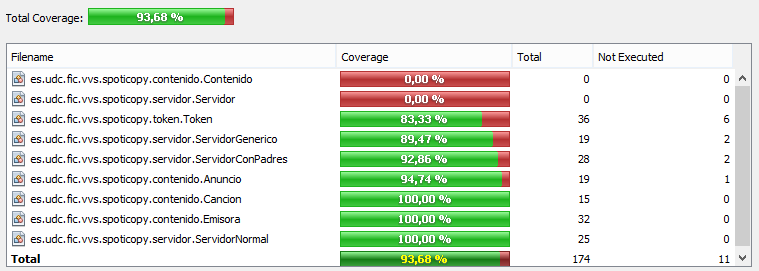 Total Coverage: 93,68 %
Filename Coverage Total Not Executed
es.udc.fic.vvs.spoticopy.contenido.Contenido 0,00 % 0 0
es.udc.fic.vvs.spoticopy.servidor.Servidor 0,00 % 0 0
es.udc.fic.vvs.spoticopy.token.Token 83,33 % 36 6
es.udc.fic.vvs.spoticopy.servidor.ServidorGenerico 89,47 % 19 2
es.udc.fic.vvs.spoticopy.servidor.ServidorConPadres 92,86 % 28 2
es.udc.fic.vvs.spoticopy.contenido.Anuncio 94,74 % 19 1
es.udc.fic.vvs.spoticopy.contenido.Cancion 100,00 % 15 0
es.udc.fic.vvs.spoticopy.contenido.Emisora 100,00 % 32 0
es.udc.fic.vvs.spoticopy.servidor.ServidorNormal 100,00 % 25 0
Total 93,68 % 174 11